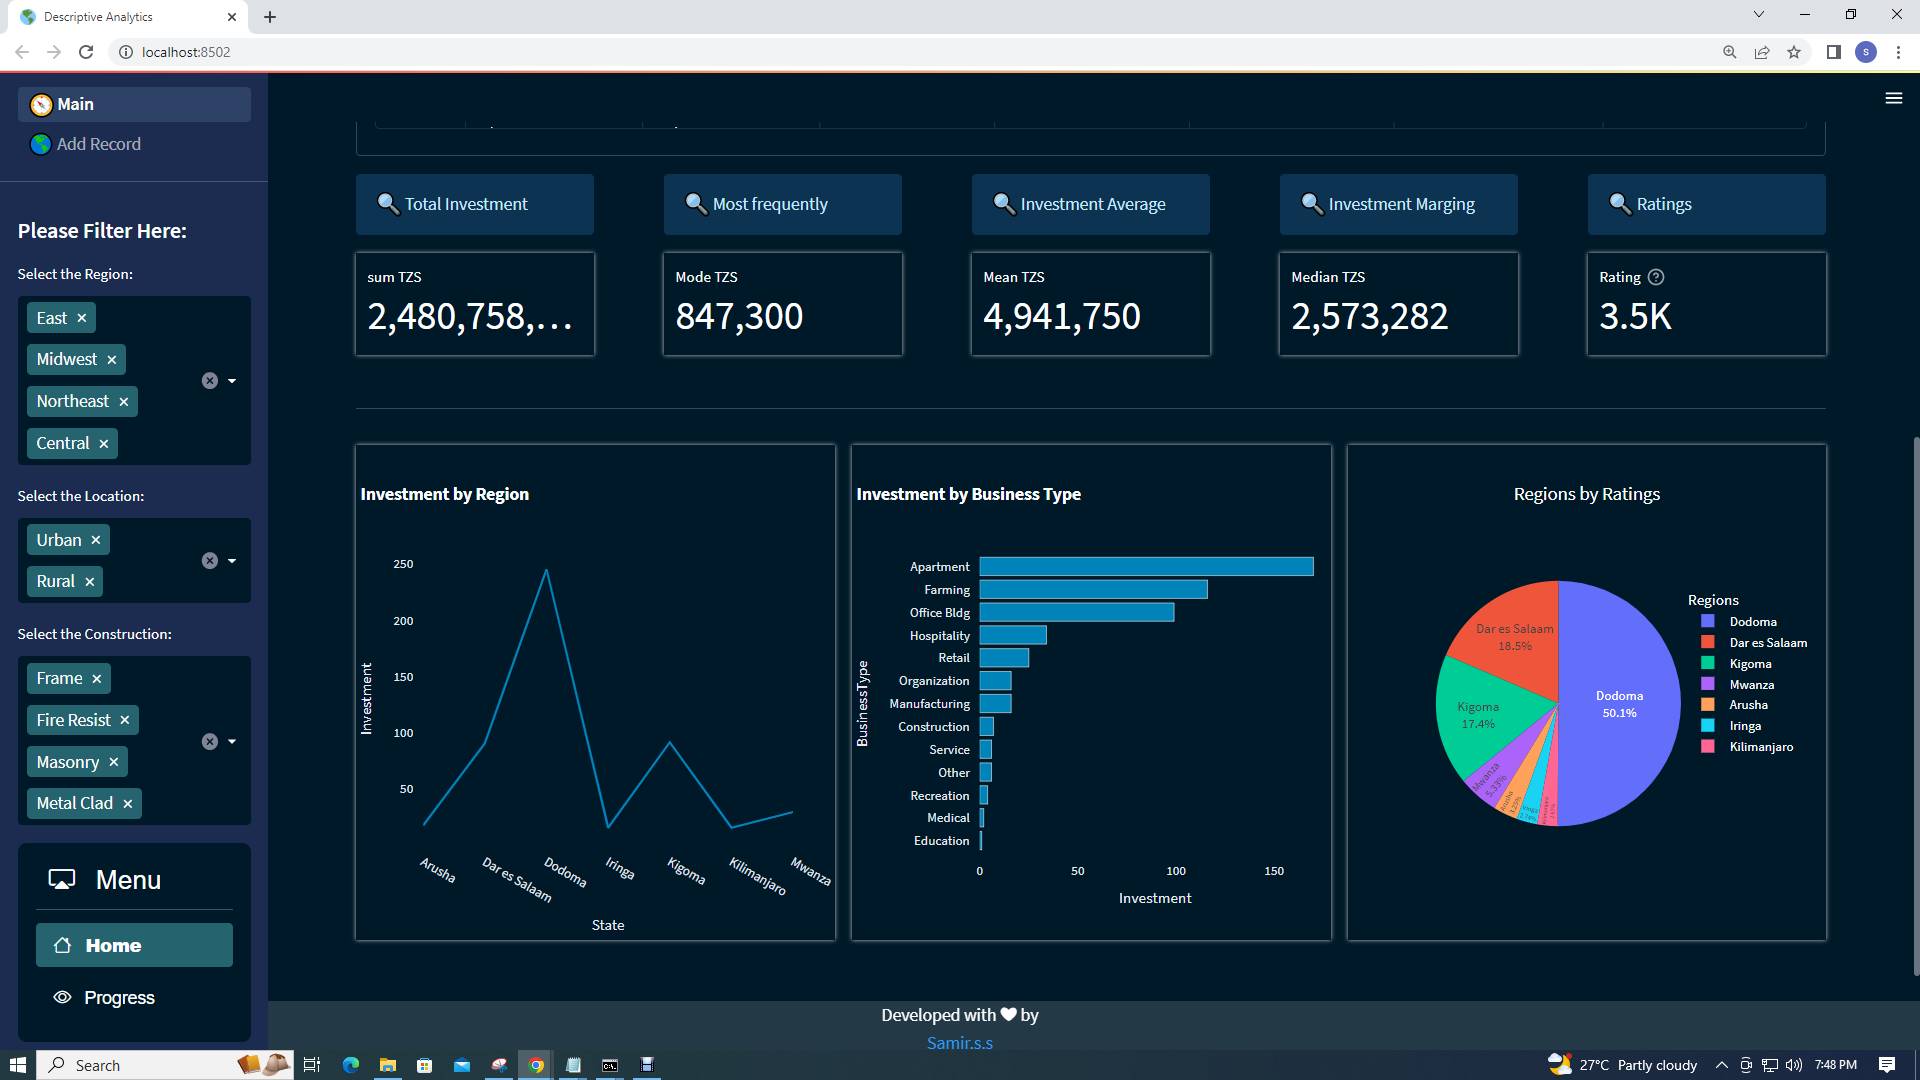 Descriptive Analytics
localhost:8502
S
Main
Add Record
Please Filter Here:
Select the Region:
East
Midwest
Northeast
Central
Select the Location:
Urban
Rural
Select the Construction:
Frame
Fire Resist
Masonry
Metal Clad
Menu
Home
Progress
Total Investment
Most frequently
Investment Average
Investment Marging
Ratings
sum TZS
2,480,758,...
Mode TZS
847,300
Mean TZS
4,941,750
Median TZS
2,573,282
Rating
3.5K
Investment by Region
Investment
250
200
150
100
50
Arusha
Dar es Salaam
Dodoma
Iringa
Kigoma
Kilimanjaro
Mwanza
State
Investment by Business Type
BusinessType
Apartment
Farming
Office Bldg
Hospitality
Retail
Organization
Manufacturing
Construction
Service
Other
Recreation
Medical
Education
0
50
100
150
Investment
Regions by Ratings
Dar es Salaam
18.5%
Kigoma
17.4%
Dodoma
50.1%
Mwanza
5.33%
Arusha
Iringa
Kilimanjaro
Regions
Dodoma
Dar es Salaam
Kigoma
Mwanza
Arusha
Iringa
Kilimanjaro
Developed with ❤ by
Samir.s.s
Search
27°C Partly cloudy
7:48 PM